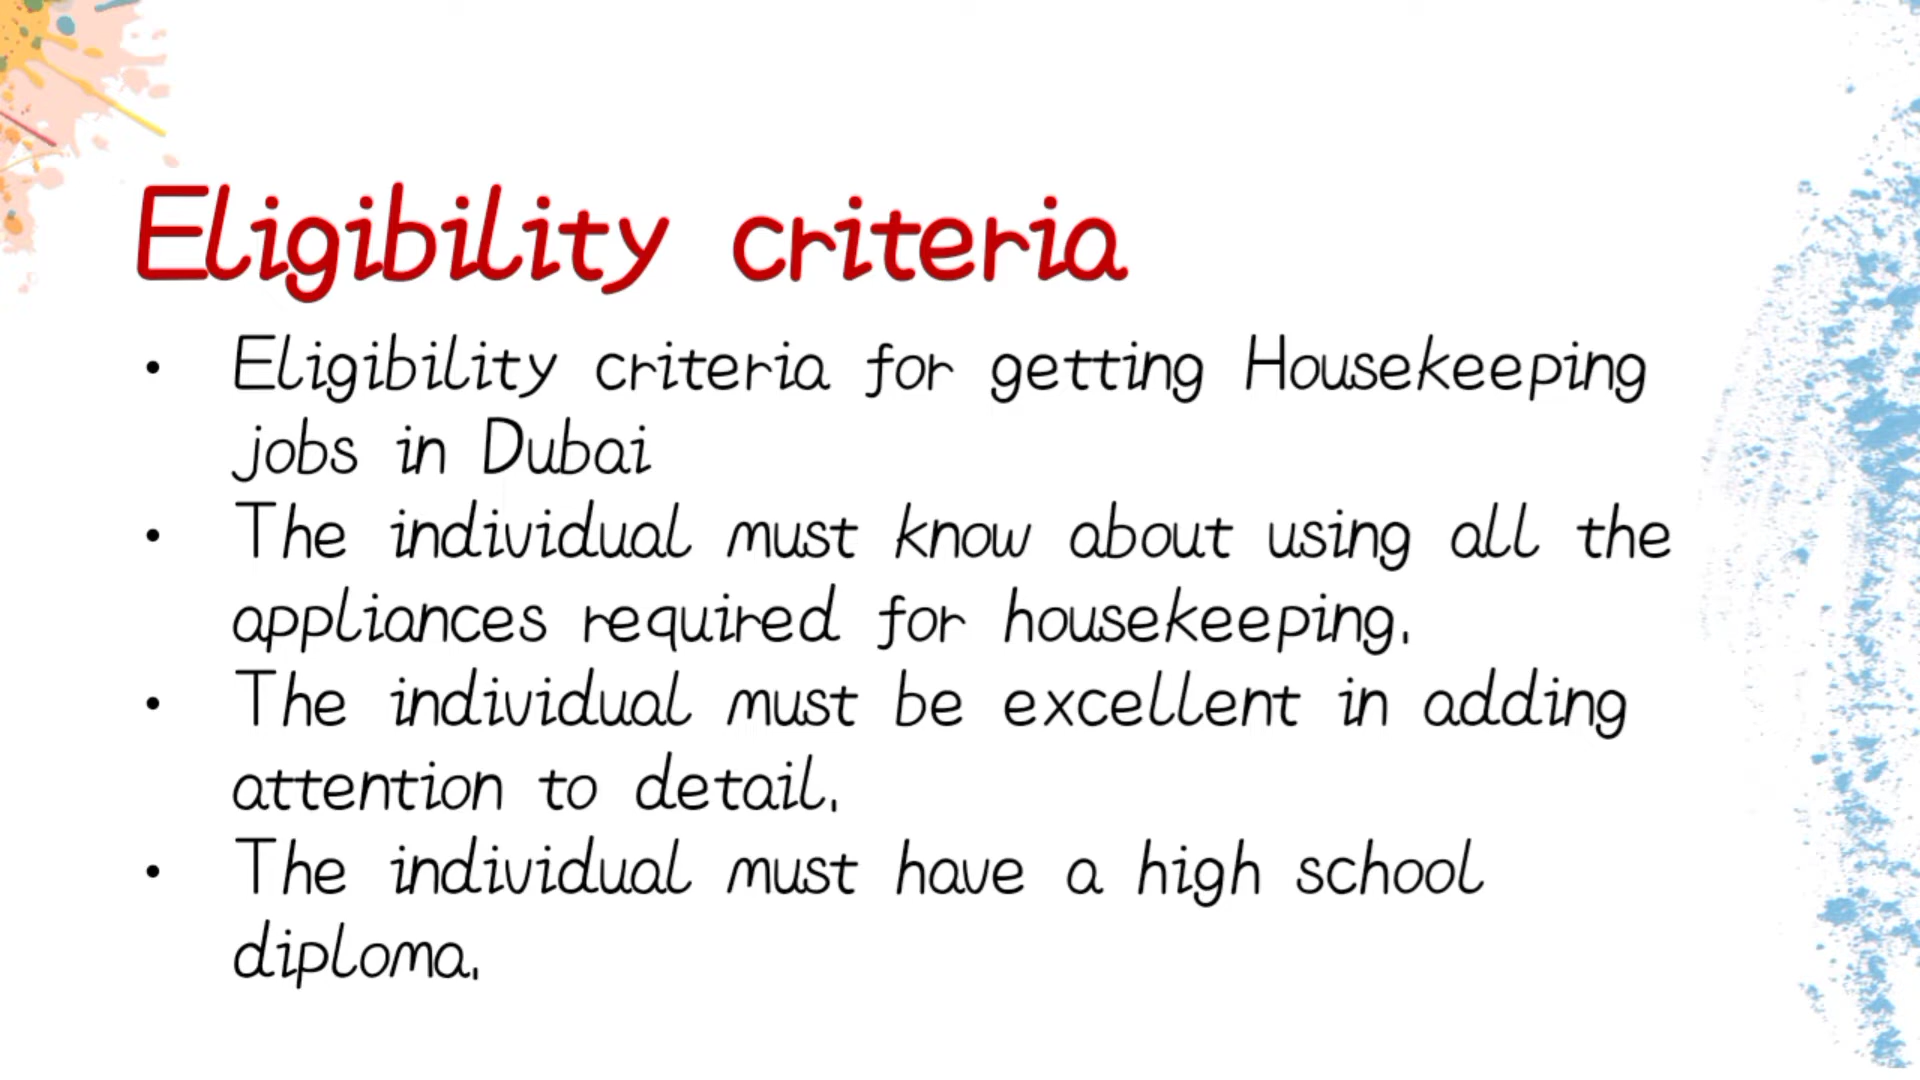 Eligibility criteria
• Eligibility criteria for getting Housekeeping
jobs in Dubai
• The individual must know about using all the
appliances required for housekeeping.
• The individual must be excellent in adding
attention to detail.
• The individual must have a high school
diploma.